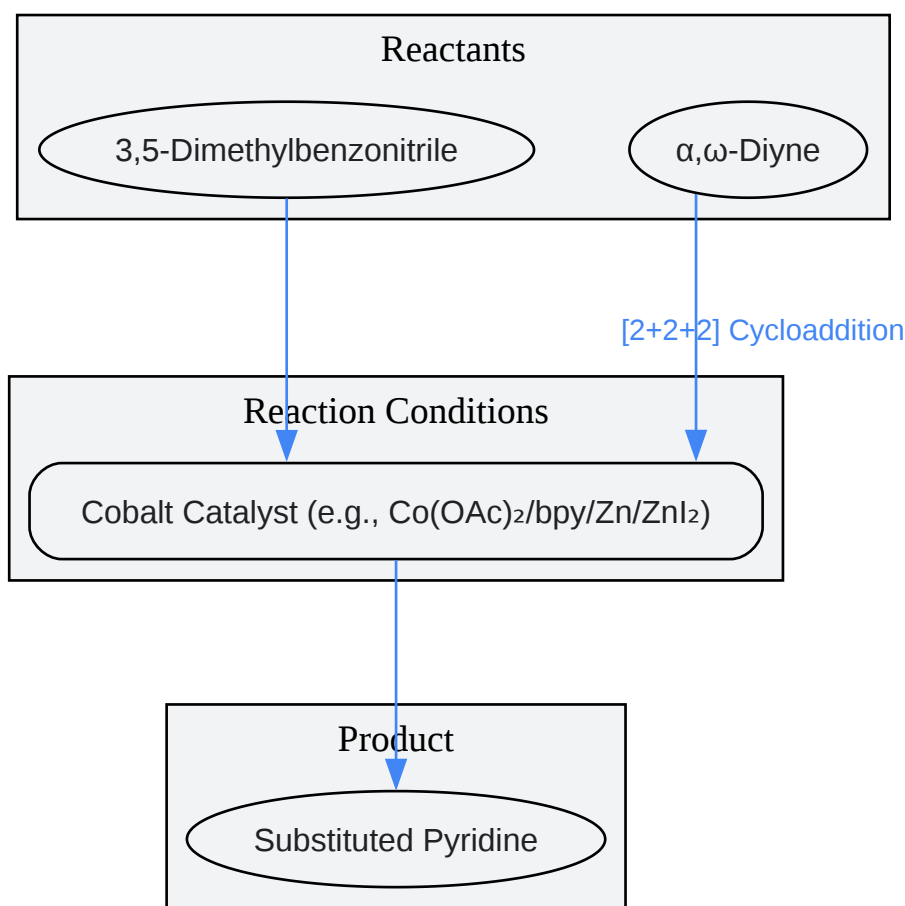 Reactants
3,5-Dimethylbenzonitrile
α,ω-Diyne
[2+2+2] Cycloaddition
Reaction Conditions
Cobalt Catalyst (e.g., Co(OAc)₂/bpy/Zn/ZnI₂)
Product
Substituted Pyridine